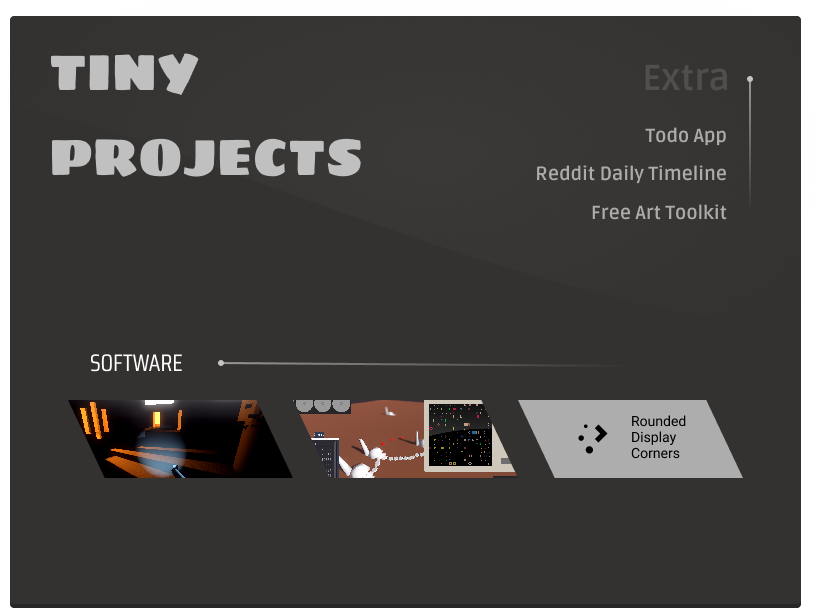 TINY
PROJECTS
Extra
Todo App
Reddit Daily Timeline
Free Art Toolkit
SOFTWARE
Rounded
Display
Corners